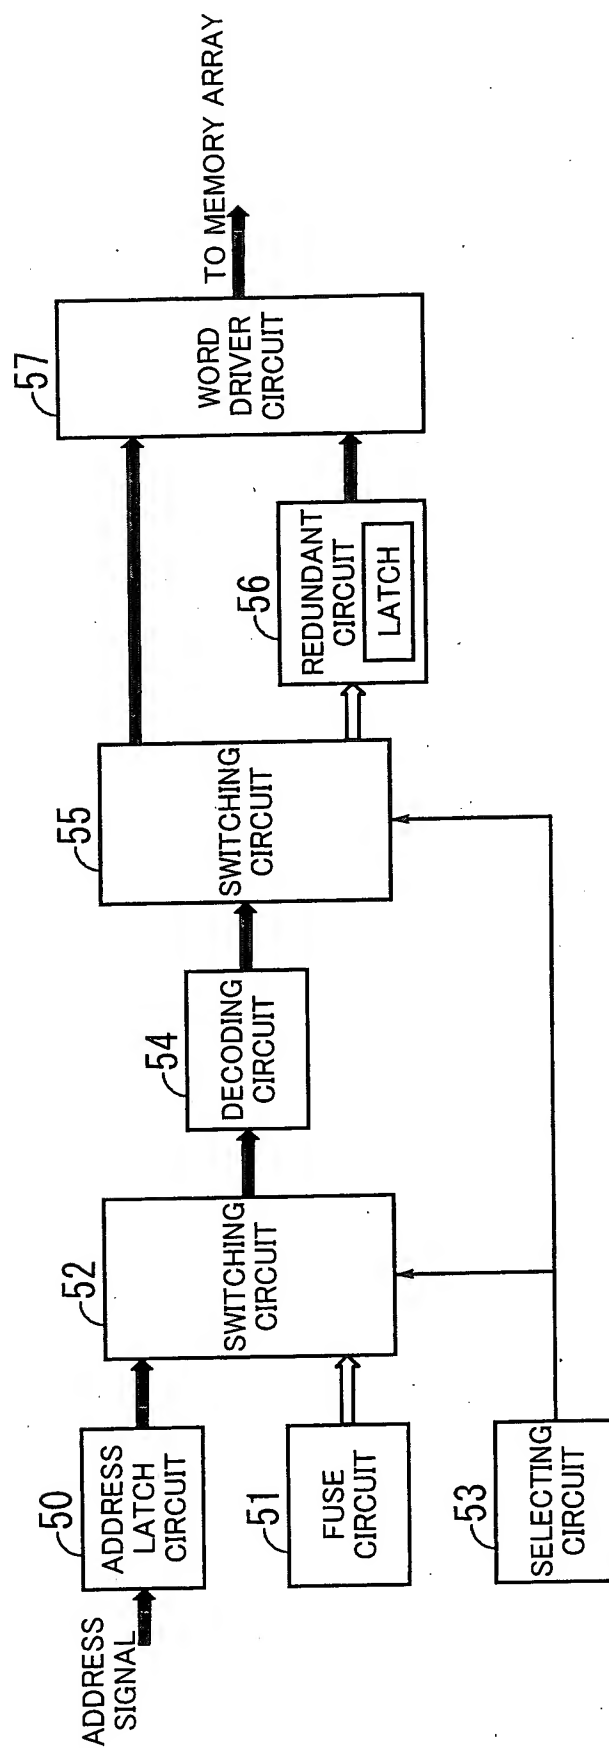 ADDRESS
SIGNAL
50
ADDRESS
LATCH
CIRCUIT
51
FUSE
CIRCUIT
53
SELECTING
CIRCUIT
52
SWITCHING
CIRCUIT
54
DECODING
CIRCUIT
55
SWITCHING
CIRCUIT
56
REDUNDANT
CIRCUIT
LATCH
57
WORD
DRIVER
CIRCUIT
TO MEMORY ARRAY